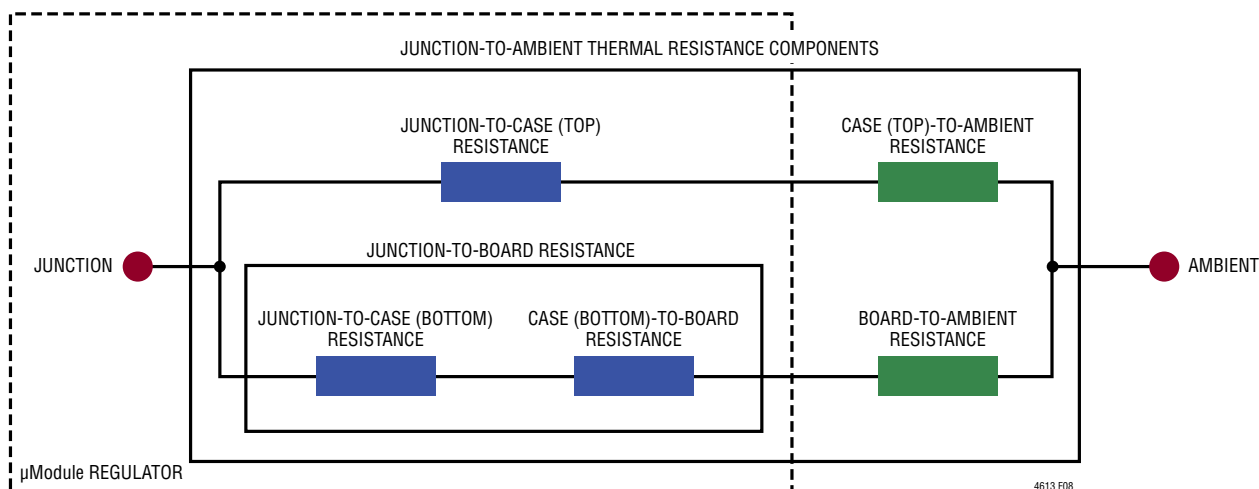 JUNCTION-TO-AMBIENT THERMAL RESISTANCE COMPONENTS
JUNCTION-TO-CASE (TOP)
RESISTANCE
CASE (TOP)-TO-AMBIENT
RESISTANCE
JUNCTION-TO-BOARD RESISTANCE
JUNCTION
AMBIENT
JUNCTION-TO-CASE (BOTTOM)
RESISTANCE
CASE (BOTTOM)-TO-BOARD
RESISTANCE
BOARD-TO-AMBIENT
RESISTANCE
µModule REGULATOR
4613 F08